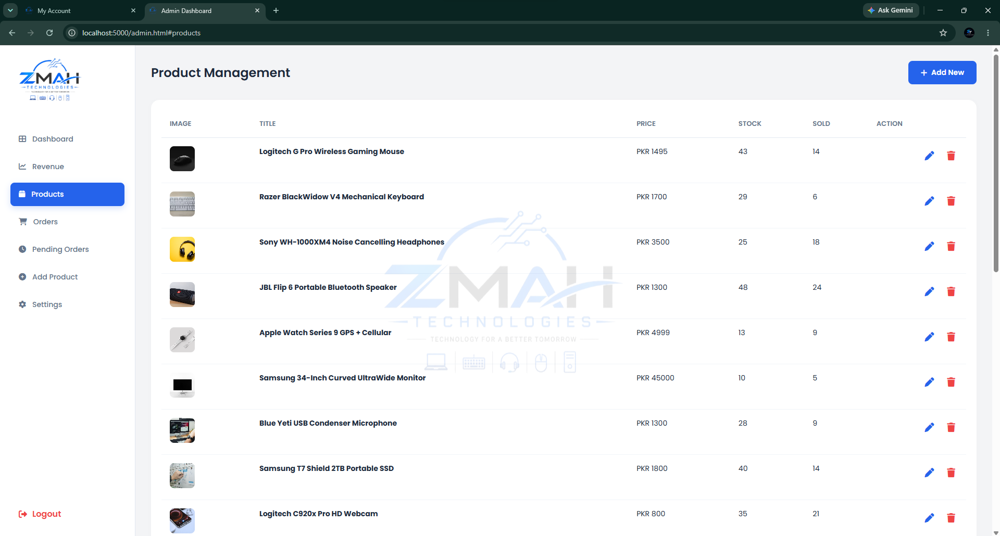 My Account
Admin Dashboard
Ask Gemini
localhost:5000/admin.html#products
ZMAH
TECHNOLOGIES
TECHNOLOGY FOR A BETTER TOMORROW
Product Management
Add New
Dashboard
Revenue
Products
Orders
Pending Orders
Add Product
Settings
Logout
IMAGE TITLE PRICE STOCK SOLD ACTION
Logitech G Pro Wireless Gaming Mouse PKR 1495 43 14
Razer BlackWidow V4 Mechanical Keyboard PKR 1700 29 6
Sony WH-1000XM4 Noise Cancelling Headphones PKR 3500 25 18
JBL Flip 6 Portable Bluetooth Speaker PKR 1300 48 24
Apple Watch Series 9 GPS + Cellular PKR 4999 13 9
Samsung 34-Inch Curved UltraWide Monitor PKR 45000 10 5
Blue Yeti USB Condenser Microphone PKR 1300 28 9
Samsung T7 Shield 2TB Portable SSD PKR 1800 40 14
Logitech C920x Pro HD Webcam PKR 800 35 21
ZMAH
TECHNOLOGIES
TECHNOLOGY FOR A BETTER TOMORROW